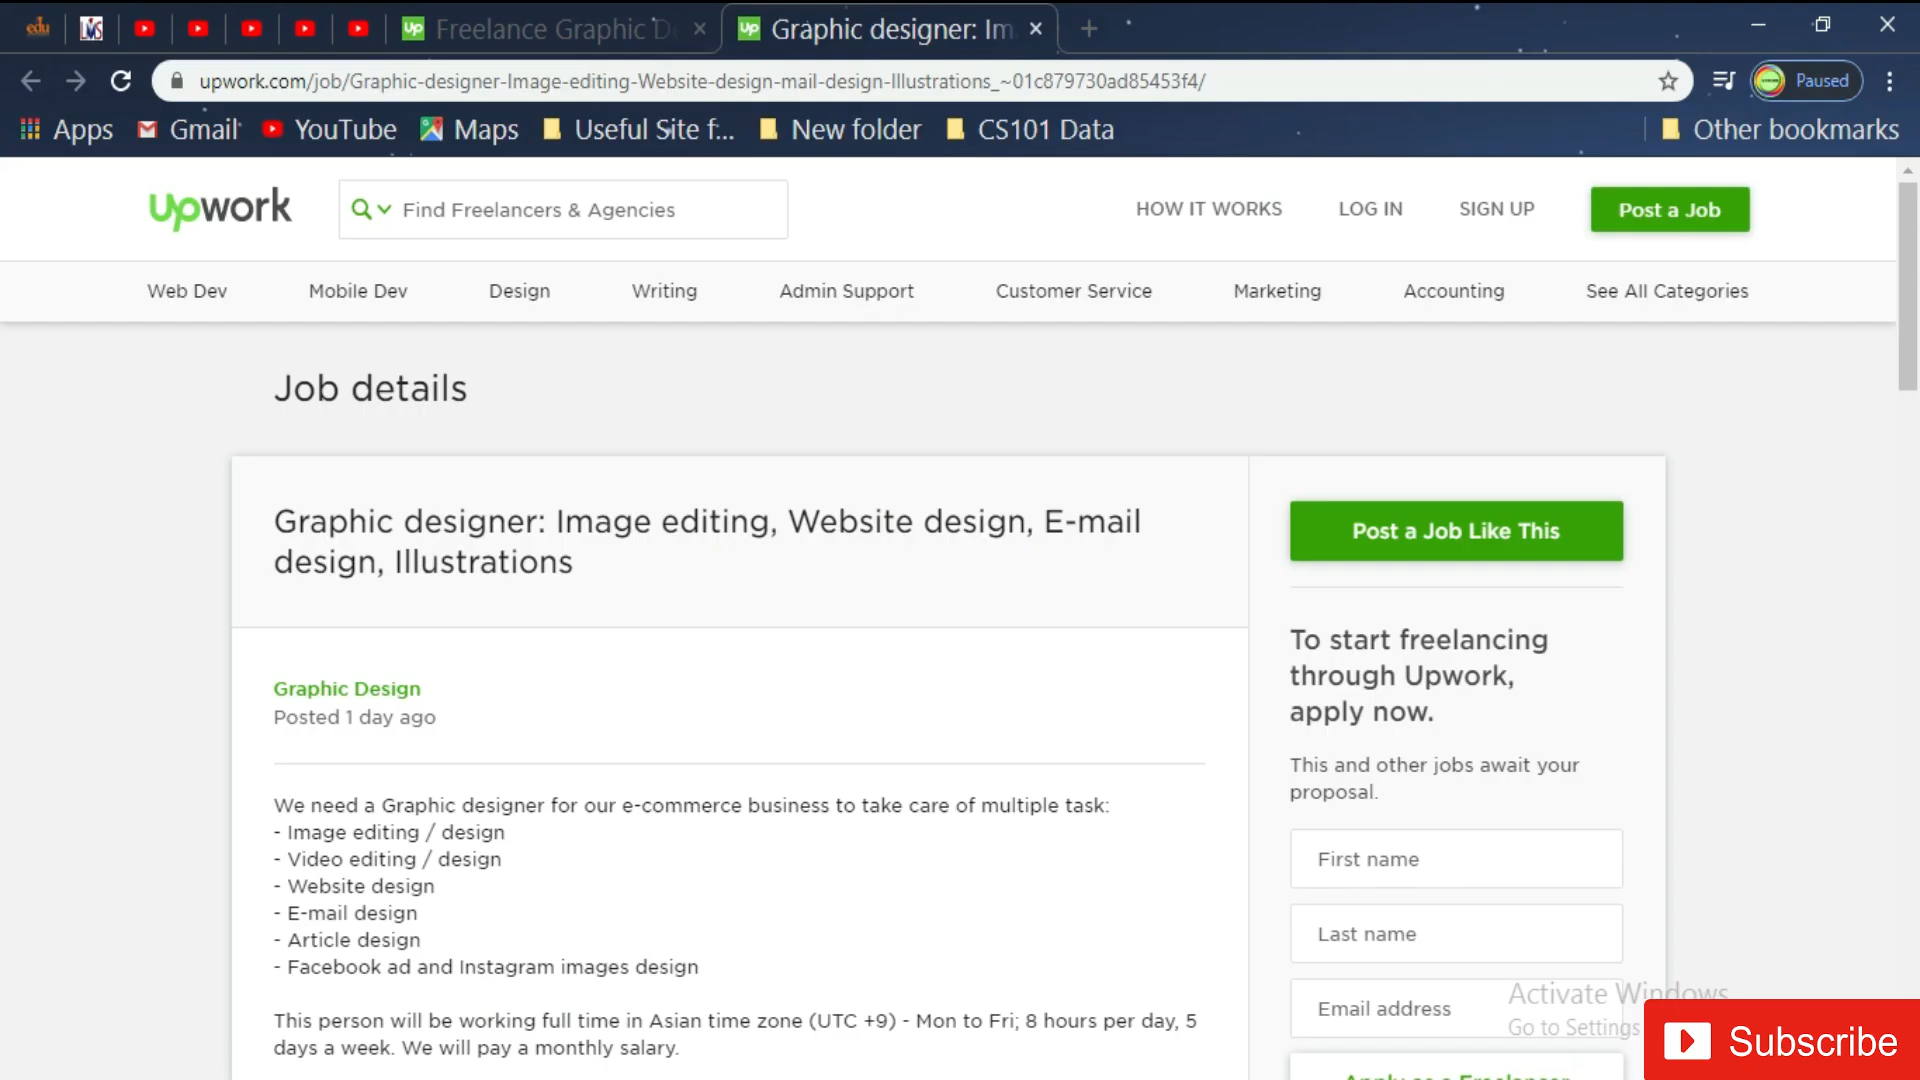 edu
LMS
Up Freelance Graphic D
Up Graphic designer: Im
upwork.com/job/Graphic-designer-Image-editing-Website-design-mail-design-Illustrations_~01c879730ad85453f4/
Paused
Apps Gmail YouTube Maps Useful Site f... New folder CS101 Data Other bookmarks
upwork Find Freelancers & Agencies HOW IT WORKS LOG IN SIGN UP Post a Job
Web Dev Mobile Dev Design Writing Admin Support Customer Service Marketing Accounting See All Categories
Job details
Graphic designer: Image editing, Website design, E-mail
design, Illustrations
Graphic Design
Posted 1 day ago
We need a Graphic designer for our e-commerce business to take care of multiple task:
- Image editing / design
- Video editing / design
- Website design
- E-mail design
- Article design
- Facebook ad and Instagram images design
This person will be working full time in Asian time zone (UTC +9) - Mon to Fri; 8 hours per day, 5
days a week. We will pay a monthly salary.
Post a Job Like This
To start freelancing
through Upwork,
apply now.
This and other jobs await your
proposal.
First name
Last name
Email address
Apply as a Freelancer
Activate Windows
Go to Settings
Subscribe